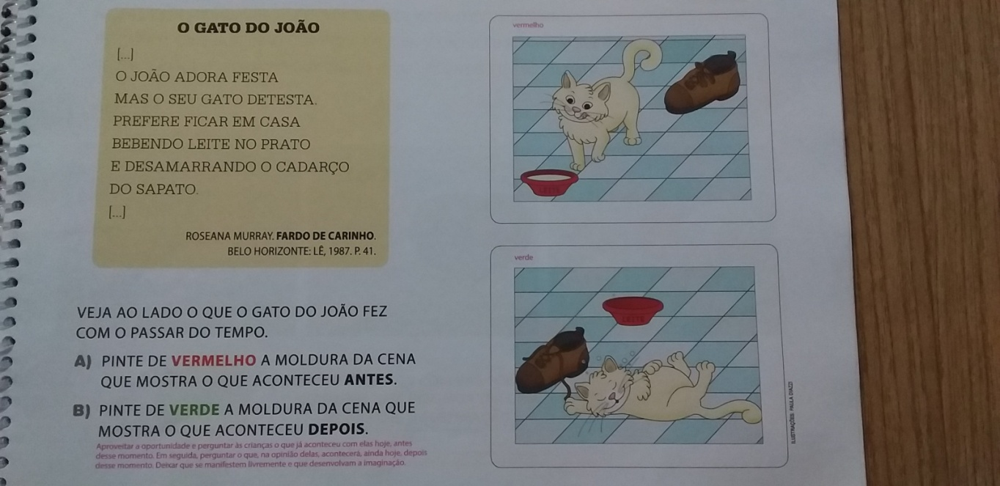 O GATO DO JOÃO
[...]
O JOÃO ADORA FESTA
MAS O SEU GATO DETESTA.
PREFERE FICAR EM CASA
BEBENDO LEITE NO PRATO
E DESAMARRANDO O CADARÇO
DO SAPATO.
[...]
ROSEANA MURRAY. FARDO DE CARINHO.
BELO HORIZONTE: LÊ, 1987. P. 41.
VEJA AO LADO O QUE O GATO DO JOÃO FEZ
COM O PASSAR DO TEMPO.
A) PINTE DE VERMELHO A MOLDURA DA CENA
QUE MOSTRA O QUE ACONTECEU ANTES.
B) PINTE DE VERDE A MOLDURA DA CENA QUE
MOSTRA O QUE ACONTECEU DEPOIS.
Aproveitar a oportunidade e perguntar às crianças o que já aconteceu com elas hoje, antes
desse momento. Em seguida, perguntar o que, na opinião delas, acontecerá, ainda hoje, depois
desse momento. Deixar que se manifestem livremente e que desenvolvam a imaginação.
vermelho
LEITE
verde
LEITE
ILUSTRAÇÕES: PAULA DIAZZI